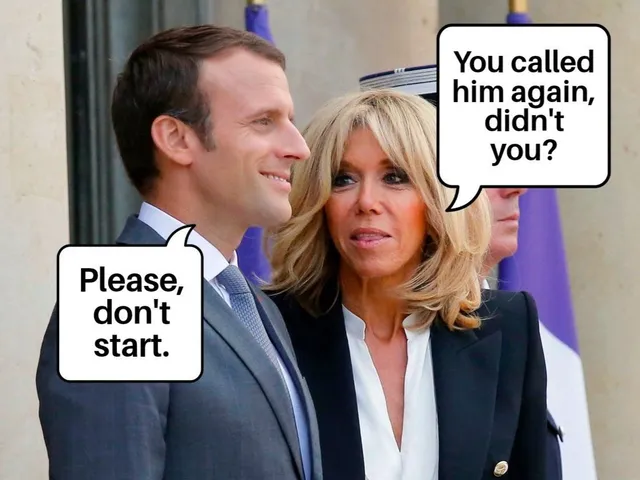 You called
him again,
didn't
you?
Please,
don't
start.